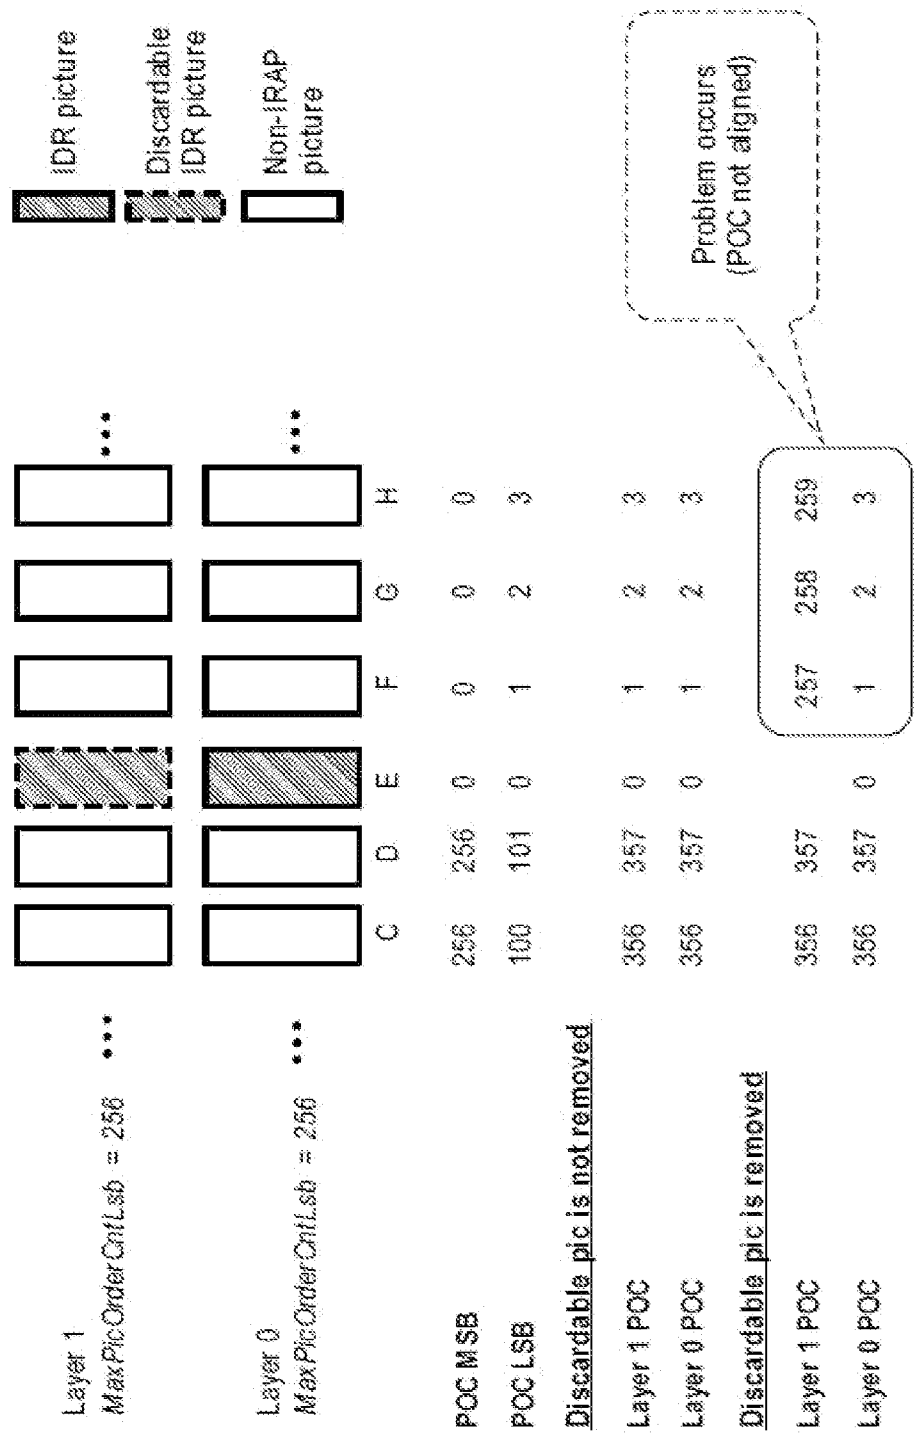 IDR picture
Discardable
IDR picture
Non-IRAP
picture
Layer 1
MaxPicOrderCntLsb = 256
Layer 0
MaxPicOrderCntLsb = 256
C D E F G H
POC MSB 256 256 0 0 0 0
POC LSB 100 101 0 1 2 3
Discardable pic is not removed
Layer 1 POC 356 357 0 1 2 3
Layer 0 POC 356 357 0 1 2 3
Discardable pic is removed
Layer 1 POC 356 357 257 258 259
Layer 0 POC 356 357 0 1 2 3
Problem occurs
(POC not aligned)